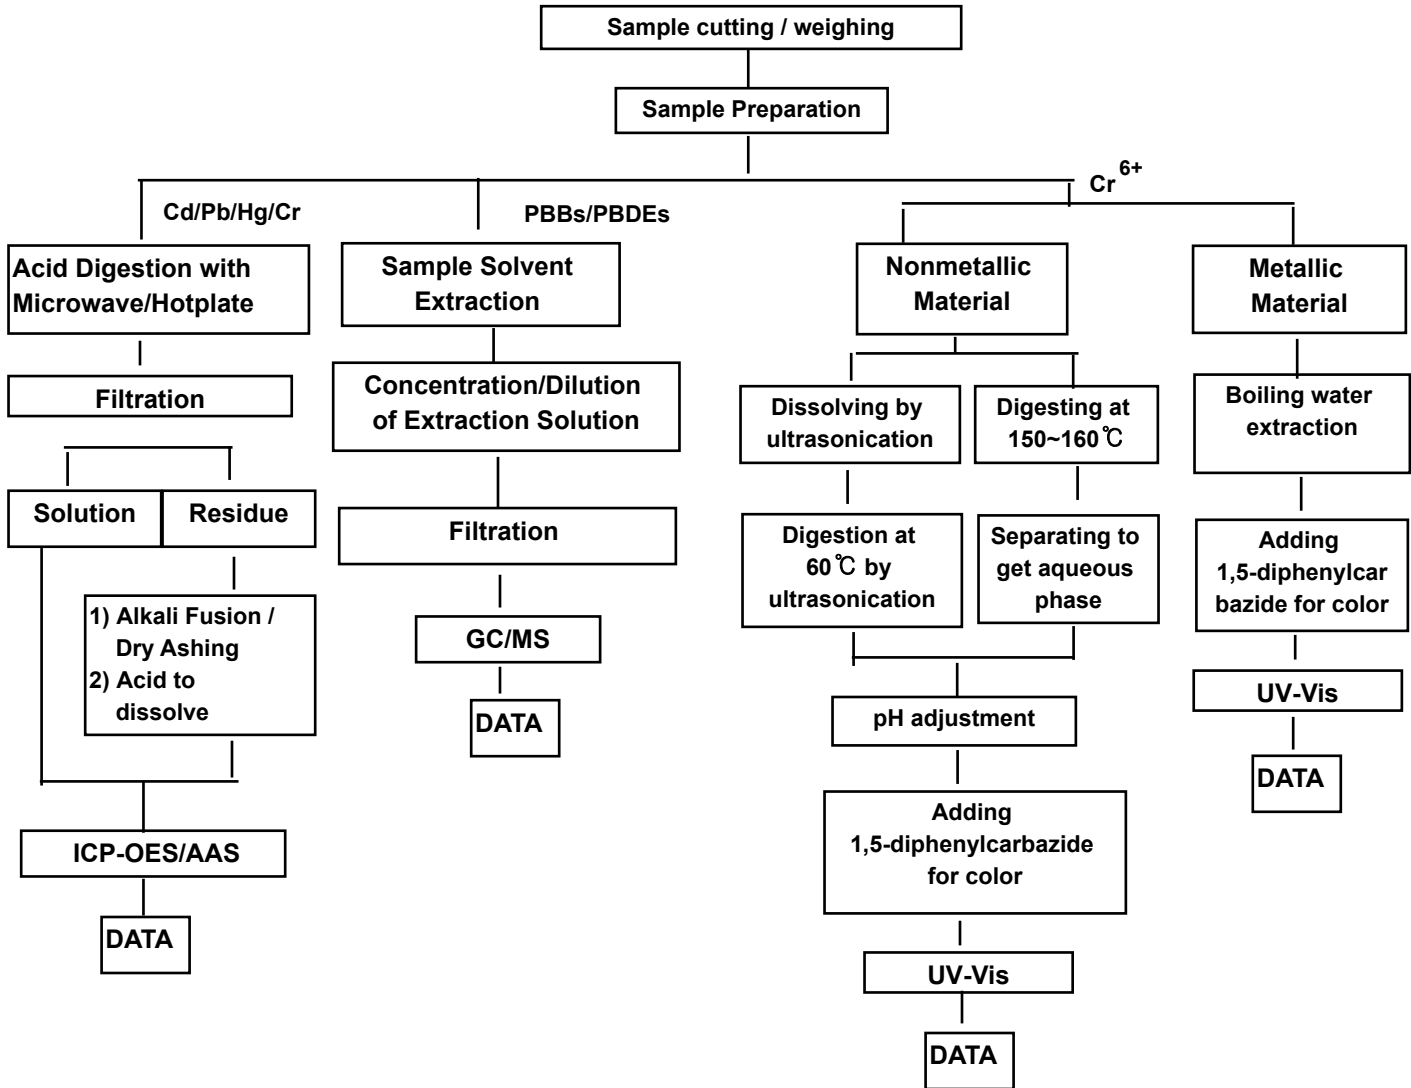 Sample cutting / weighing
Sample Preparation
Cr 6+
Cd/Pb/Hg/Cr
PBBs/PBDEs
Acid Digestion with
Microwave/Hotplate
Filtration
Solution
Residue
1) Alkali Fusion /
Dry Ashing
2) Acid to
dissolve
ICP-OES/AAS
DATA
Sample Solvent
Extraction
Concentration/Dilution
of Extraction Solution
Filtration
GC/MS
DATA
Nonmetallic
Material
Dissolving by
ultrasonication
Digestion at
60℃ by
ultrasonication
Digesting at
150~160℃
Separating to
get aqueous
phase
pH adjustment
Adding
1,5-diphenylcarbazide
for color
UV-Vis
DATA
Metallic
Material
Boiling water
extraction
Adding
1,5-diphenylcar
bazide for color
UV-Vis
DATA